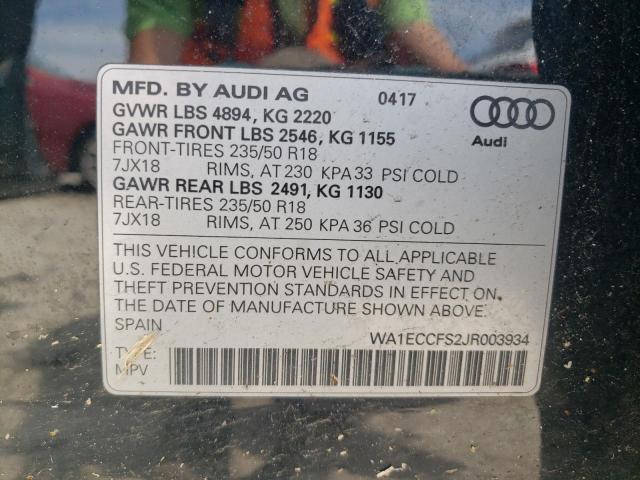 MFD. BY AUDI AG 0417
GVWR LBS 4894, KG 2220
GAWR FRONT LBS 2546, KG 1155
FRONT-TIRES 235/50 R18
7JX18 RIMS, AT 230 KPA 33 PSI COLD
GAWR REAR LBS 2491, KG 1130
REAR-TIRES 235/50 R18
7JX18 RIMS, AT 250 KPA 36 PSI COLD
Audi
THIS VEHICLE CONFORMS TO ALL APPLICABLE
U.S. FEDERAL MOTOR VEHICLE SAFETY AND
THEFT PREVENTION STANDARDS IN EFFECT ON
THE DATE OF MANUFACTURE SHOWN ABOVE.
SPAIN WA1ECCFS2JR003934
TYPE:
MPV